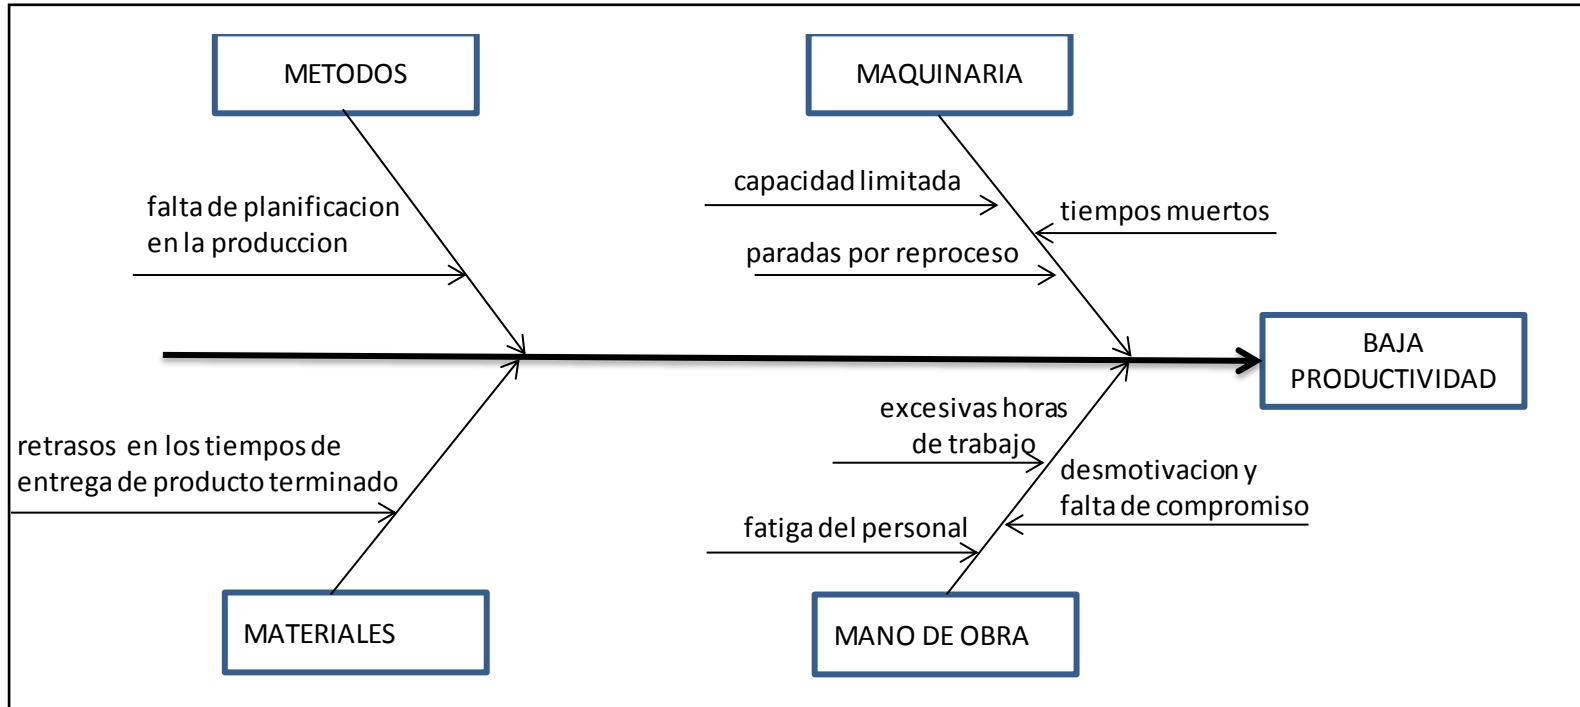 METODOS
MAQUINARIA
capacidad limitada
falta de planificacion
en la produccion
tiempos muertos
paradas por reproceso
BAJA
PRODUCTIVIDAD
excesivas horas
de trabajo
retrasos en los tiempos de
entrega de producto terminado
desmotivacion y
falta de compromiso
fatiga del personal
MATERIALES
MANO DE OBRA